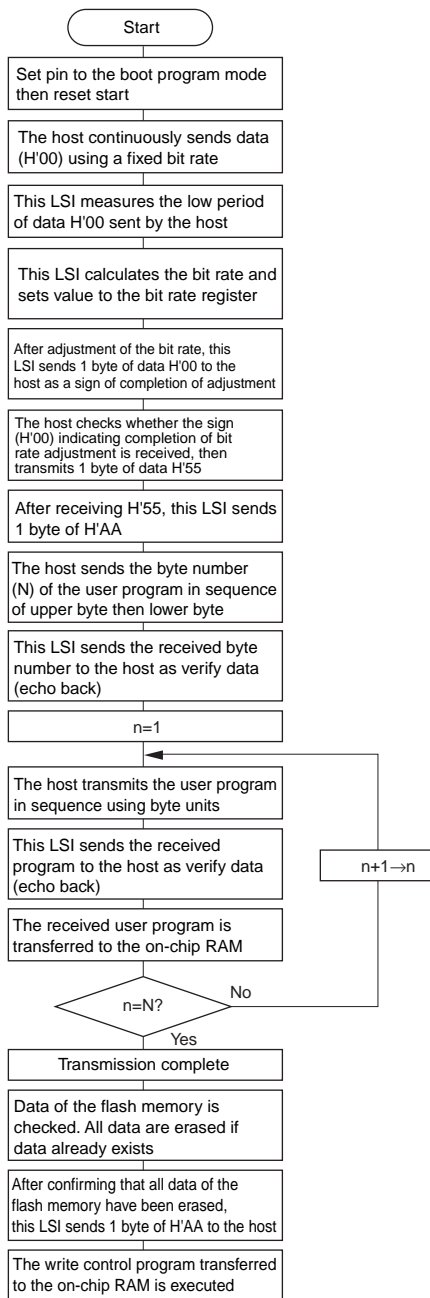 Start
Set pin to the boot program mode
then reset start
The host continuously sends data
(H'00) using a fixed bit rate
This LSI measures the low period
of data H'00 sent by the host
This LSI calculates the bit rate and
sets value to the bit rate register
After adjustment of the bit rate, this
LSI sends 1 byte of data H'00 to the
host as a sign of completion of adjustment
The host checks whether the sign
(H'00) indicating completion of bit
rate adjustment is received, then
transmits 1 byte of data H'55
After receiving H'55, this LSI sends
1 byte of H'AA
The host sends the byte number
(N) of the user program in sequence
of upper byte then lower byte
This LSI sends the received byte
number to the host as verify data
(echo back)
n=1
The host transmits the user program
in sequence using byte units
This LSI sends the received
program to the host as verify data
(echo back)
n+1→n
The received user program is
transferred to the on-chip RAM
n=N?
No
Yes
Transmission complete
Data of the flash memory is
checked. All data are erased if
data already exists
After confirming that all data of the
flash memory have been erased,
this LSI sends 1 byte of H'AA to the host
The write control program transferred
to the on-chip RAM is executed